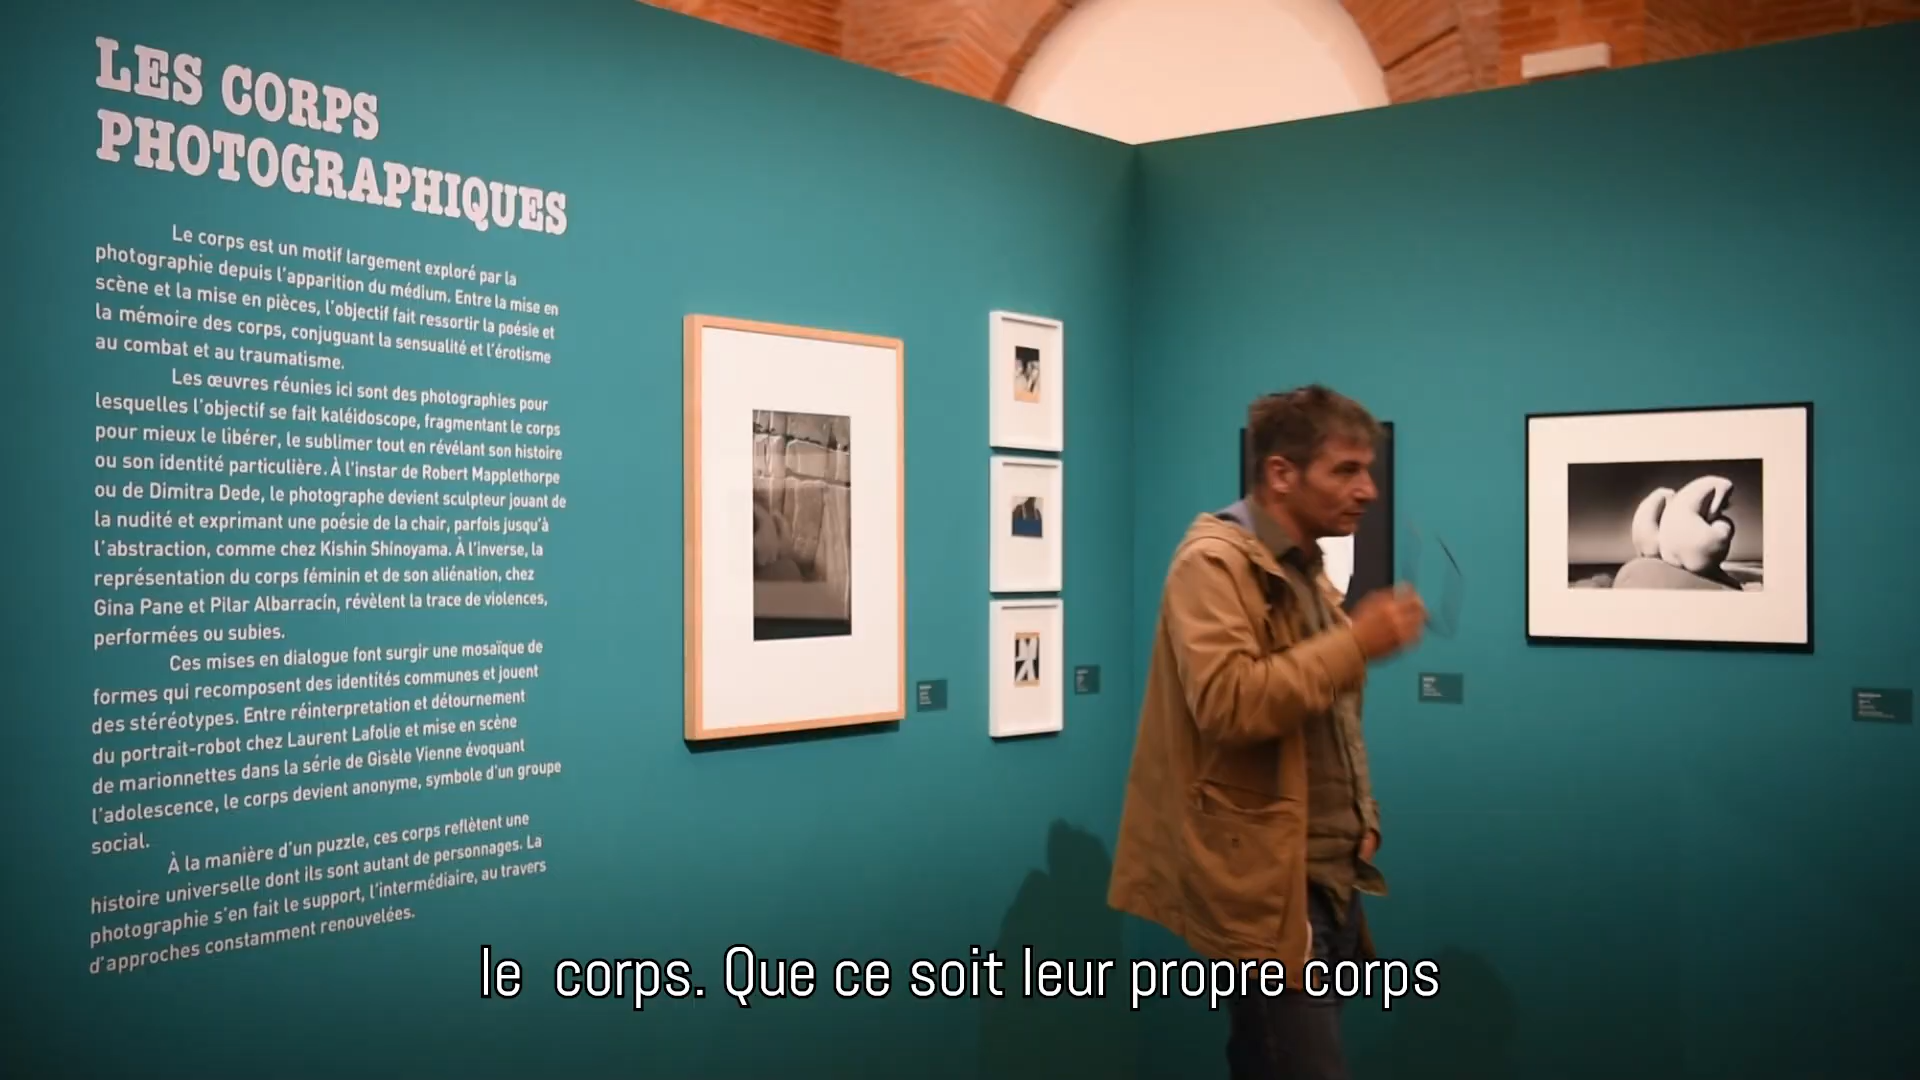 LES CORPS
PHOTOGRAPHIQUES
Le corps est un motif largement exploré par la
photographie depuis l'apparition du médium. Entre la mise en
scène et la mise en pièces, l'objectif fait ressortir la poésie et
la mémoire des corps, conjuguant la sensualité et l'érotisme
au combat et au traumatisme.
Les œuvres réunies ici sont des photographies pour
lesquelles l'objectif se fait kaléidoscope, fragmentant le corps
pour mieux le libérer, le sublimer tout en révélant son histoire
ou son identité particulière. À l'instar de Robert Mapplethorpe
ou de Dimitra Dede, le photographe devient sculpteur jouant de
la nudité et exprimant une poésie de la chair, parfois jusqu'à
l'abstraction, comme chez Kishin Shinoyama. À l'inverse, la
représentation du corps féminin et de son aliénation, chez
Gina Pane et Pilar Albarracín, révèlent la trace de violences,
performées ou subies.
Ces mises en dialogue font surgir une mosaïque de
formes qui recomposent des identités communes et jouent
des stéréotypes. Entre réinterpretation et détournement
du portrait-robot chez Laurent Lafolie et mise en scène
de marionnettes dans la série de Gisèle Vienne évoquant
l'adolescence, le corps devient anonyme, symbole d'un groupe
social.
À la manière d'un puzzle, ces corps reflètent une
histoire universelle dont ils sont autant de personnages. La
photographie s'en fait le support, l'intermédiaire, au travers
d'approches constamment renouvelées.
le corps. Que ce soit leur propre corps